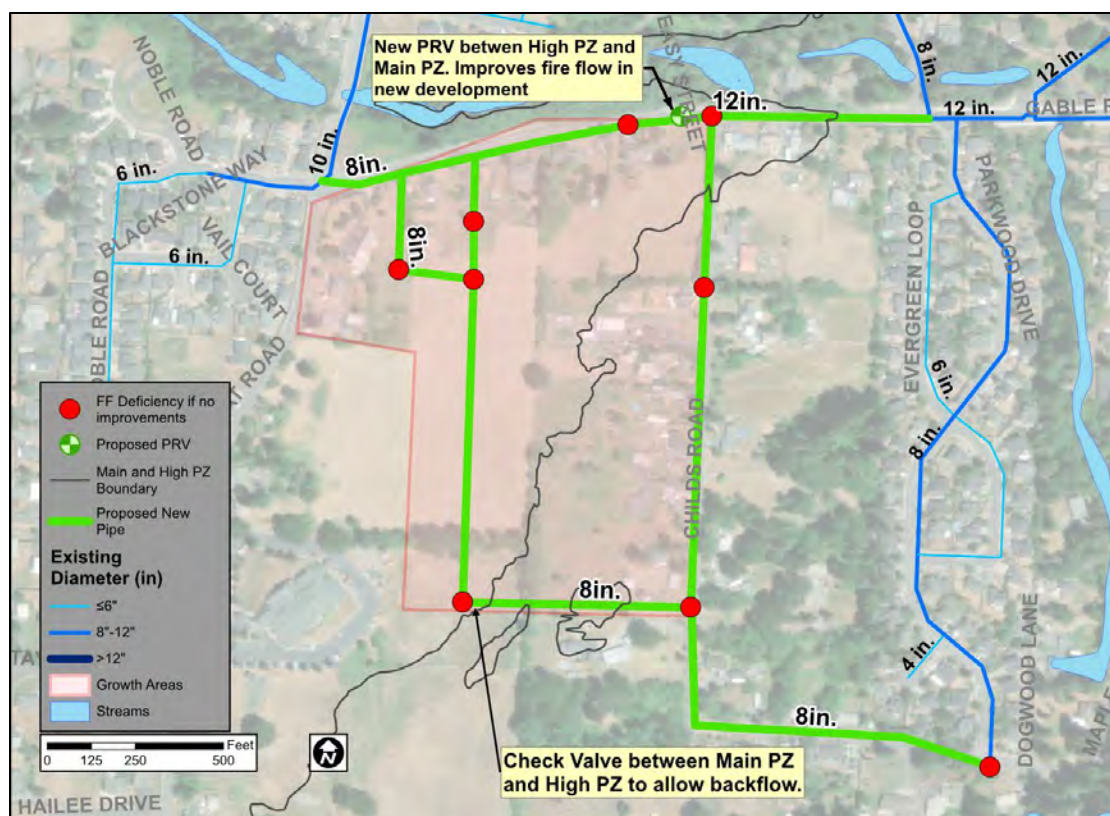 New PRV betwen High PZ and
Main PZ. Improves fire flow in
new development
NOBLE ROAD
EASY STREET
8 in.
12 in.
12in.
12 in.
GABLE R
10 in.
8in.
6 in.
BLACKSTONE WAY
VAIL COURT
6 in.
8in.
PARKWOOD DRIVE
EVERGREEN LOOP
6 in.
NOBLE ROAD
ROAD
CHILDS ROAD
8 in.
FF Deficiency if no
improvements
Proposed PRV
Main and High PZ
Boundary
Proposed New
Pipe
Existing
Diameter (in)
≤6"
8"-12"
>12"
Growth Areas
Streams
0 125 250 500 Feet
N
8in.
4 in.
DOGWOOD LANE
MAPLE
8in.
Check Valve between Main PZ
and High PZ to allow backflow.
HAILEE DRIVE